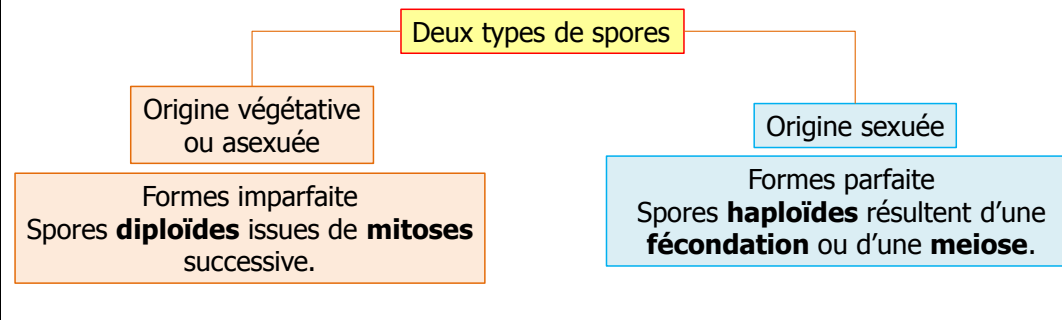 Deux types de spores
Origine végétative
ou asexuée
Formes imparfaite
Spores diploïdes issues de mitoses
successive.
Origine sexuée
Formes parfaite
Spores haploïdes résultent d’une
fécondation ou d’une meiose.